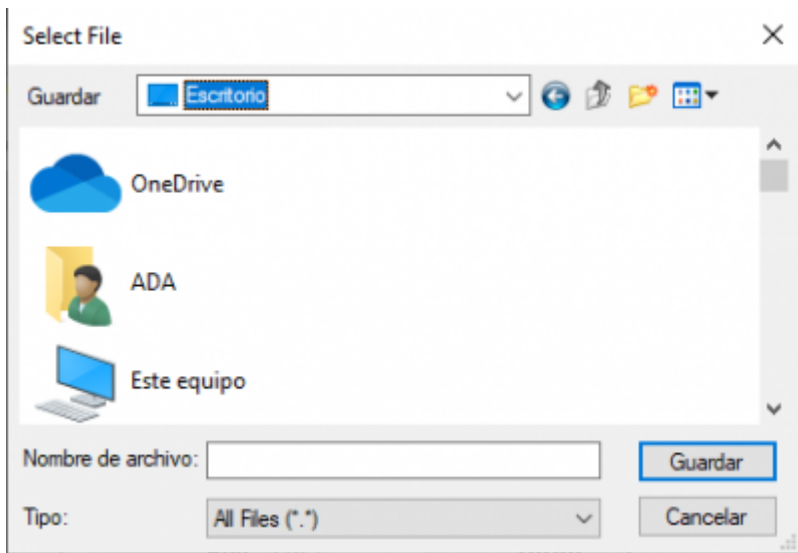 Select File
Guardar Escritorio
OneDrive
ADA
Este equipo
Nombre de archivo: Guardar
Tipo: All Files (*.*) Cancelar